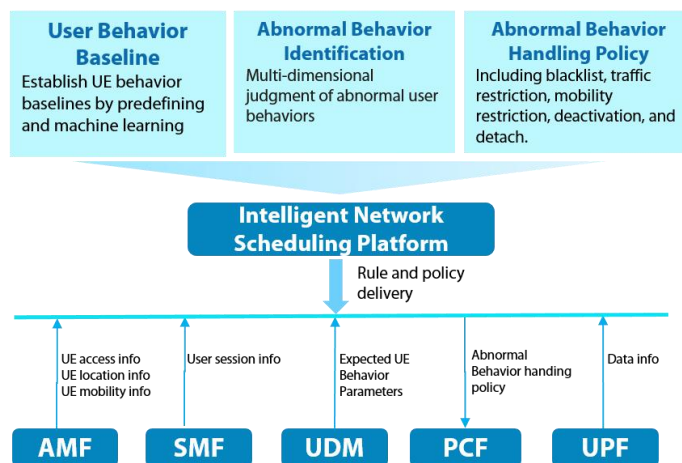 User Behavior
Baseline
Establish UE behavior
baselines by predefining
and machine learning
Abnormal Behavior
Identification
Multi-dimensional
judgment of abnormal user
behaviors
Abnormal Behavior
Handling Policy
Including blacklist, traffic
restriction, mobility
restriction, deactivation, and
detach.
Intelligent Network
Scheduling Platform
Rule and policy
delivery
UE access info
UE location info
UE mobility info
User session info
Expected UE
Behavior
Parameters
Abnormal
Behavior handing
policy
Data info
AMF
SMF
UDM
PCF
UPF